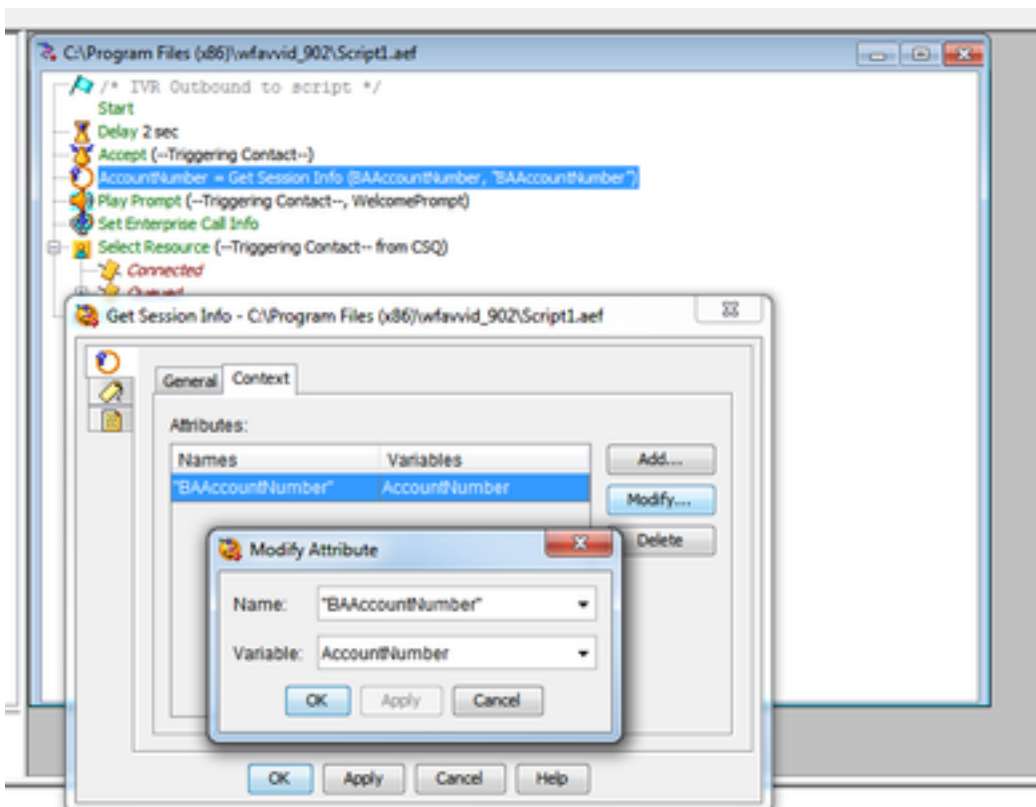 C:\Program Files (x86)\wfavvid_902\Script1.aef
/* IVR Outbound to script */
Start
Delay 2 sec
Accept (--Triggering Contact--)
AccountNumber = Get Session Info (BAAccountNumber, "BAAccountNumber")
Play Prompt (--Triggering Contact--, WelcomePrompt)
Set Enterprise Call Info
Select Resource (--Triggering Contact-- from CSQ)
Connected
Queued
Get Session Info - C:\Program Files (x86)\wfavvid_902\Script1.aef
General Context
Attributes:
Names Variables Add...
"BAAccountNumber" AccountNumber
Modify....
Delete
Modify Attribute
Name: "BAAccountNumber"
Variable: AccountNumber
OK Apply Cancel
OK Apply Cancel Help